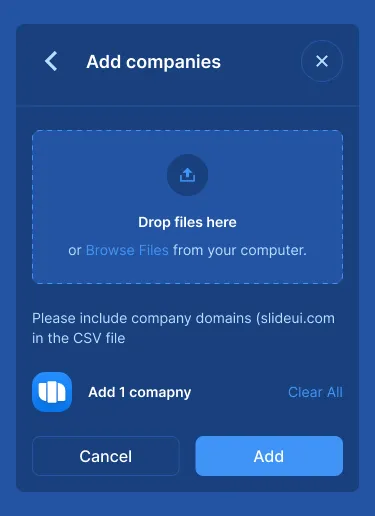 Add companies
Drop files here
or Browse Files from your computer.
Please include company domains (slideui.com
in the CSV file
Add 1 comapny
Clear All
Cancel
Add